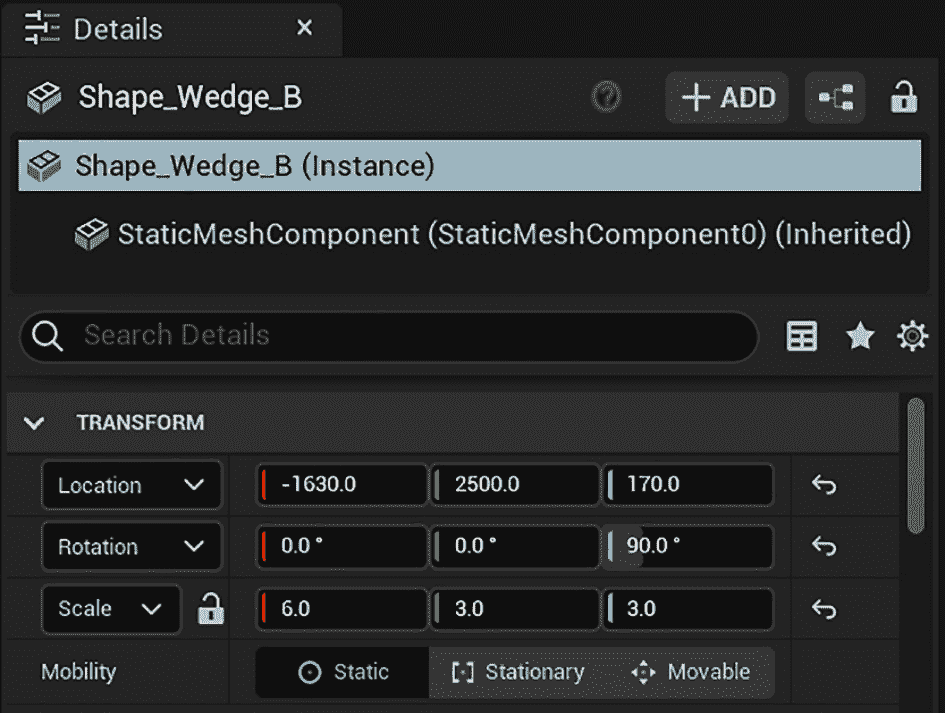 Details
Shape_Wedge_B
ADD
Shape_Wedge_B (Instance)
StaticMeshComponent (StaticMeshComponent0) (Inherited)
Search Details
TRANSFORM
Location -1630.0 2500.0 170.0
Rotation 0.0 ° 0.0 ° 90.0 °
Scale 6.0 3.0 3.0
Mobility Static Stationary Movable